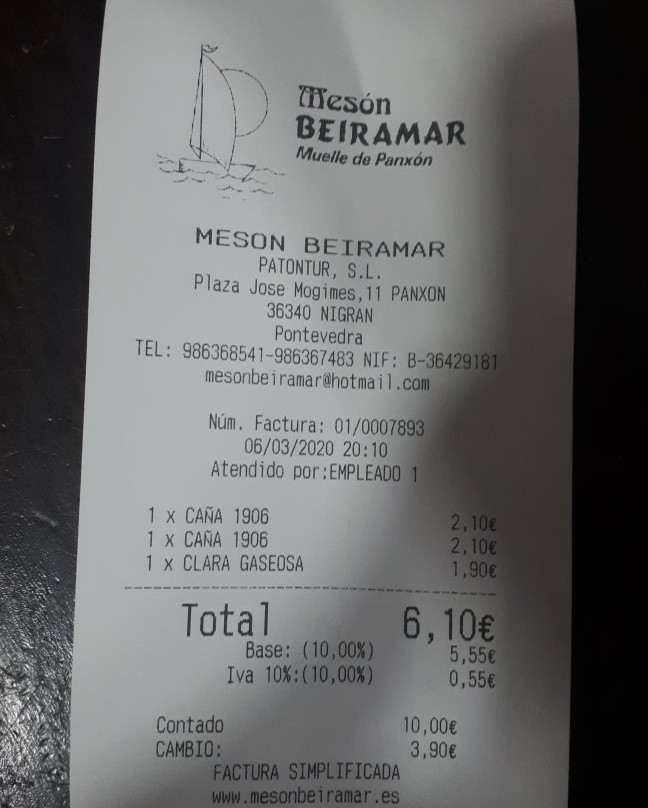 Mesón
BEIRAMAR
Muelle de Panxón
MESON BEIRAMAR
PATONTUR, S.L.
Plaza Jose Mogimes,11 PANXON
36340 NIGRAN
Pontevedra
TEL: 986368541-986367483 NIF: B-36429181
mesonbeiramar@hotmail.com
Núm. Factura: 01/0007893
06/03/2020 20:10
Atendido por:EMPLEADO 1
1 x CAÑA 1906 2,10€
1 x CAÑA 1906 2,10€
1 x CLARA GASEOSA 1,90€
Total 6,10€
Base: (10,00%) 5,55€
Iva 10%:(10,00%) 0,55€
Contado 10,00€
CAMBIO: 3,90€
FACTURA SIMPLIFICADA
www.mesonbeiramar.es